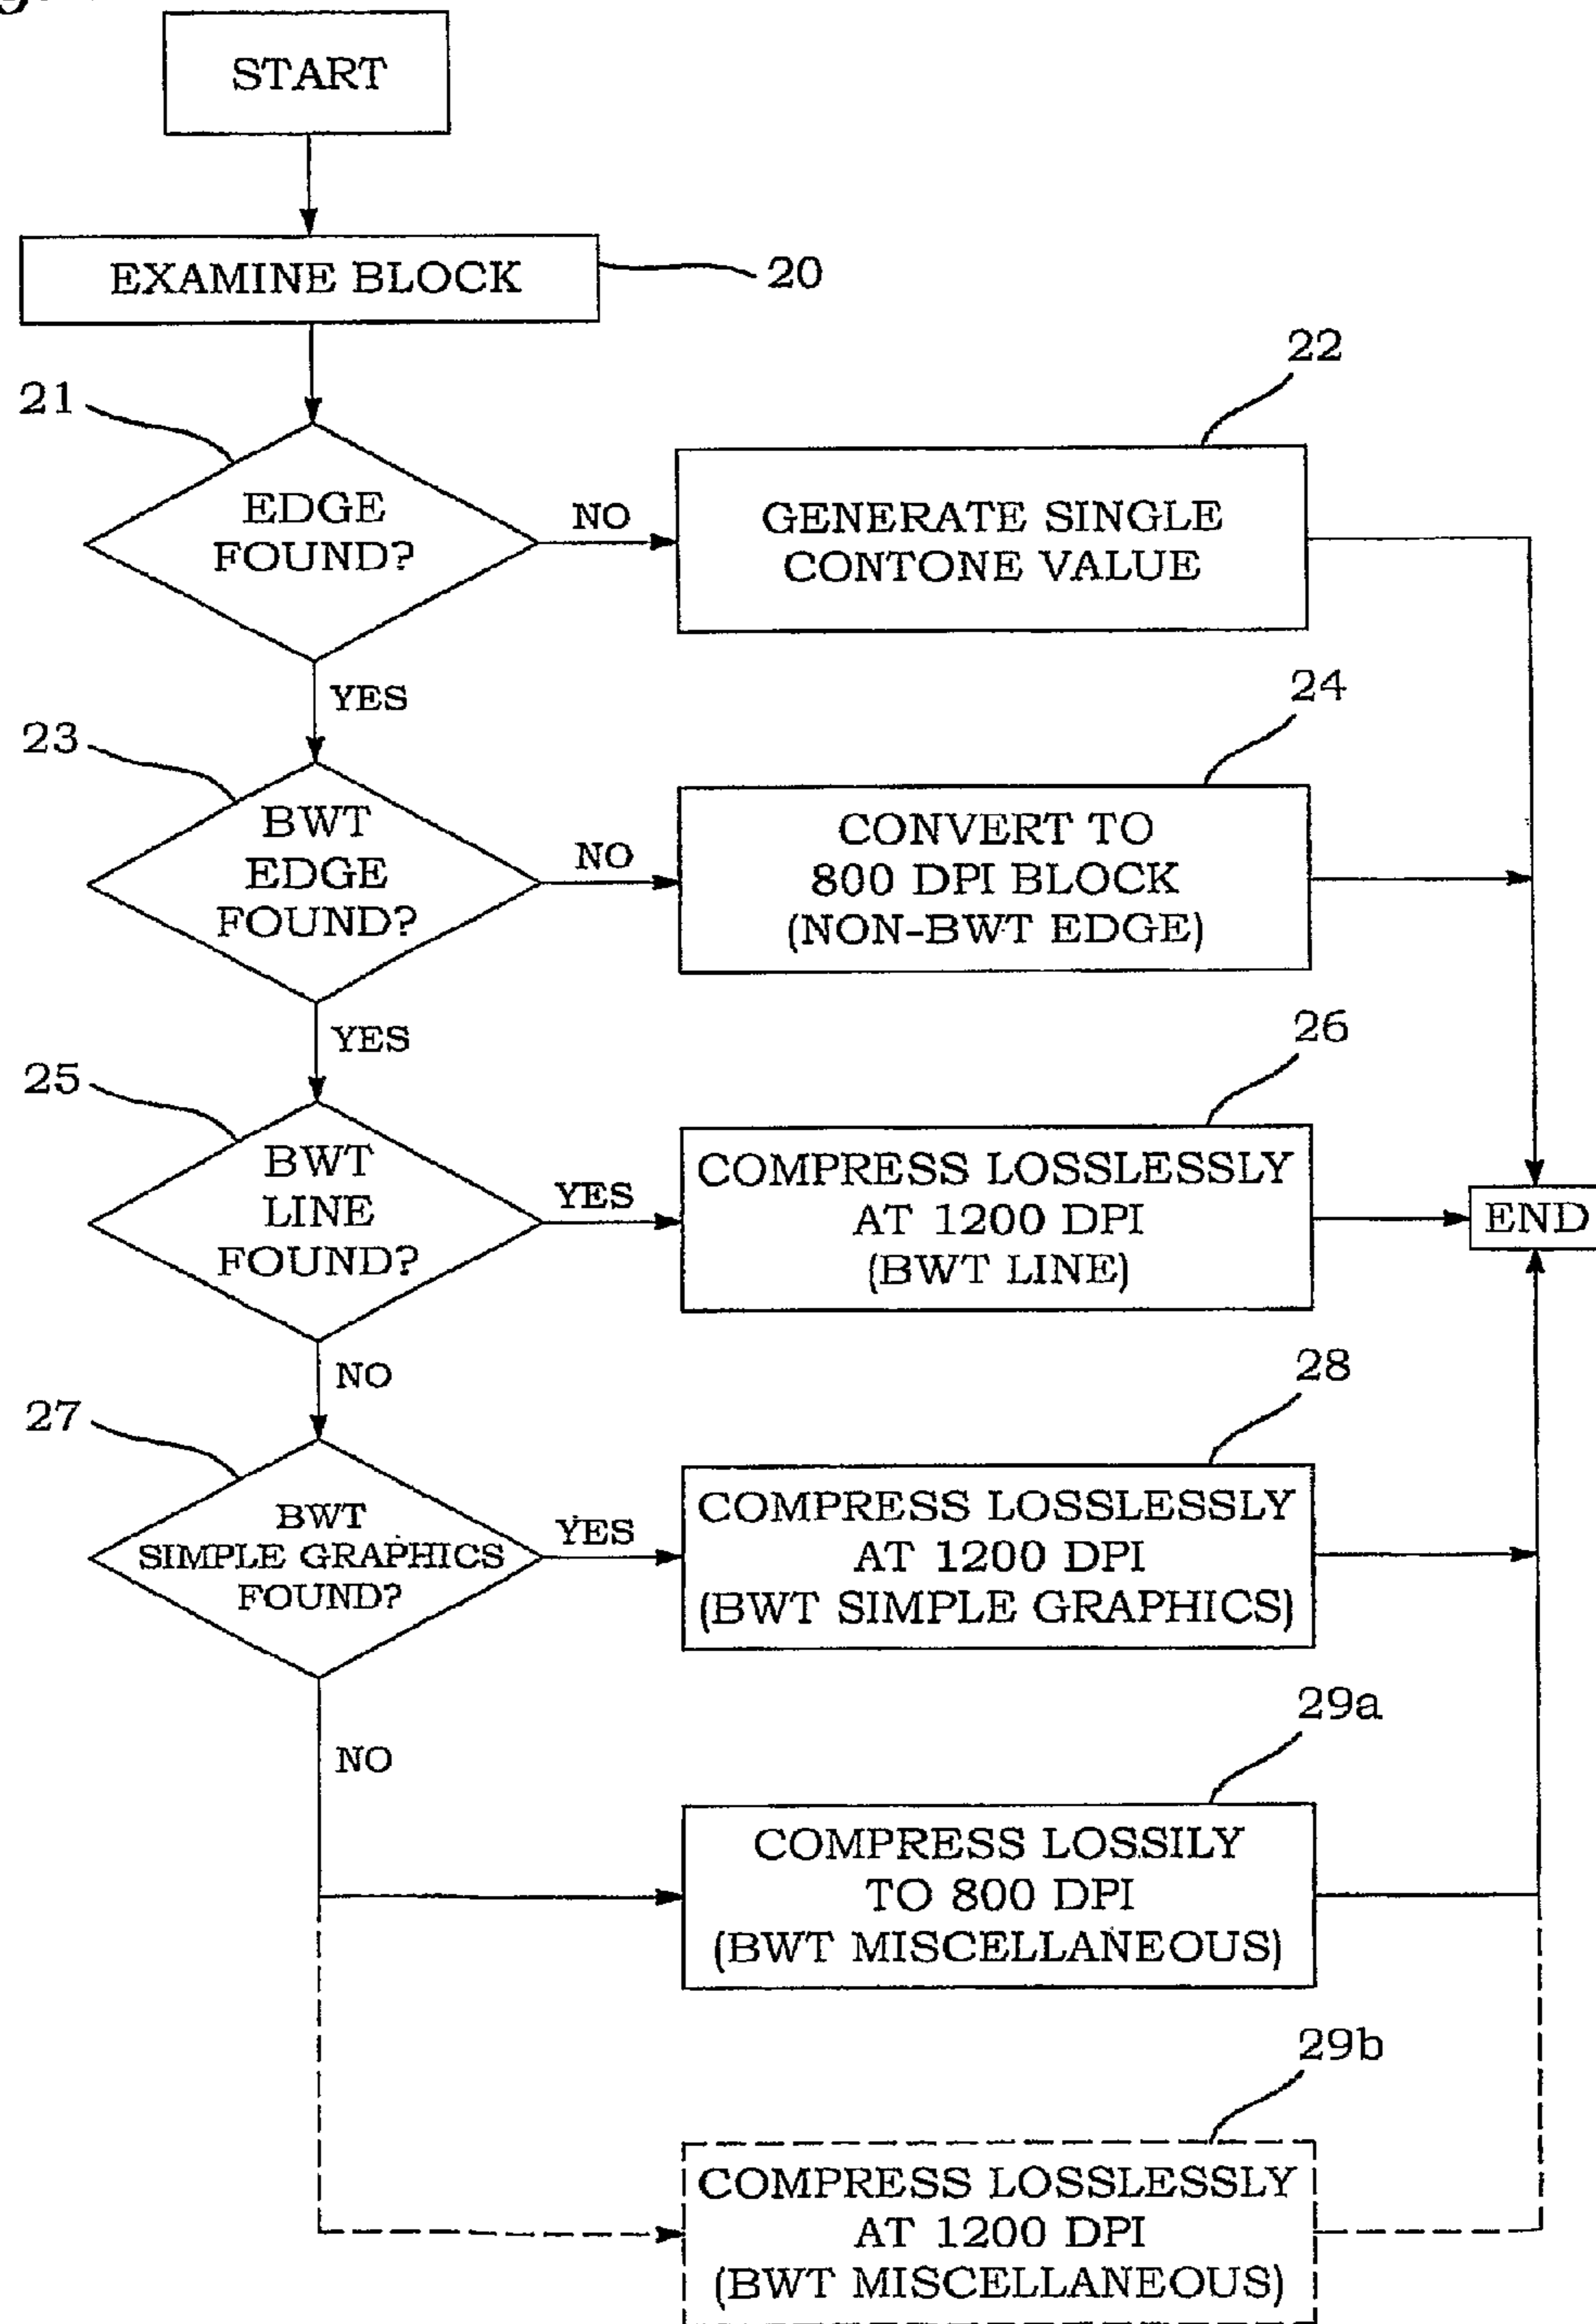 START
EXAMINE BLOCK
20
22
21
EDGE
FOUND?
NO
GENERATE SINGLE
CONTONE VALUE
YES
24
23
BWT
EDGE
FOUND?
NO
CONVERT TO
800 DPI BLOCK
(NON-BWT EDGE)
YES
26
25
BWT
LINE
FOUND?
YES
COMPRESS LOSSLESSLY
AT 1200 DPI
(BWT LINE)
END
NO
28
27
BWT
SIMPLE GRAPHICS
FOUND?
YES
COMPRESS LOSSLESSLY
AT 1200 DPI
(BWT SIMPLE GRAPHICS)
NO
29a
COMPRESS LOSSILY
TO 800 DPI
(BWT MISCELLANEOUS)
29b
COMPRESS LOSSLESSLY
AT 1200 DPI
(BWT MISCELLANEOUS)